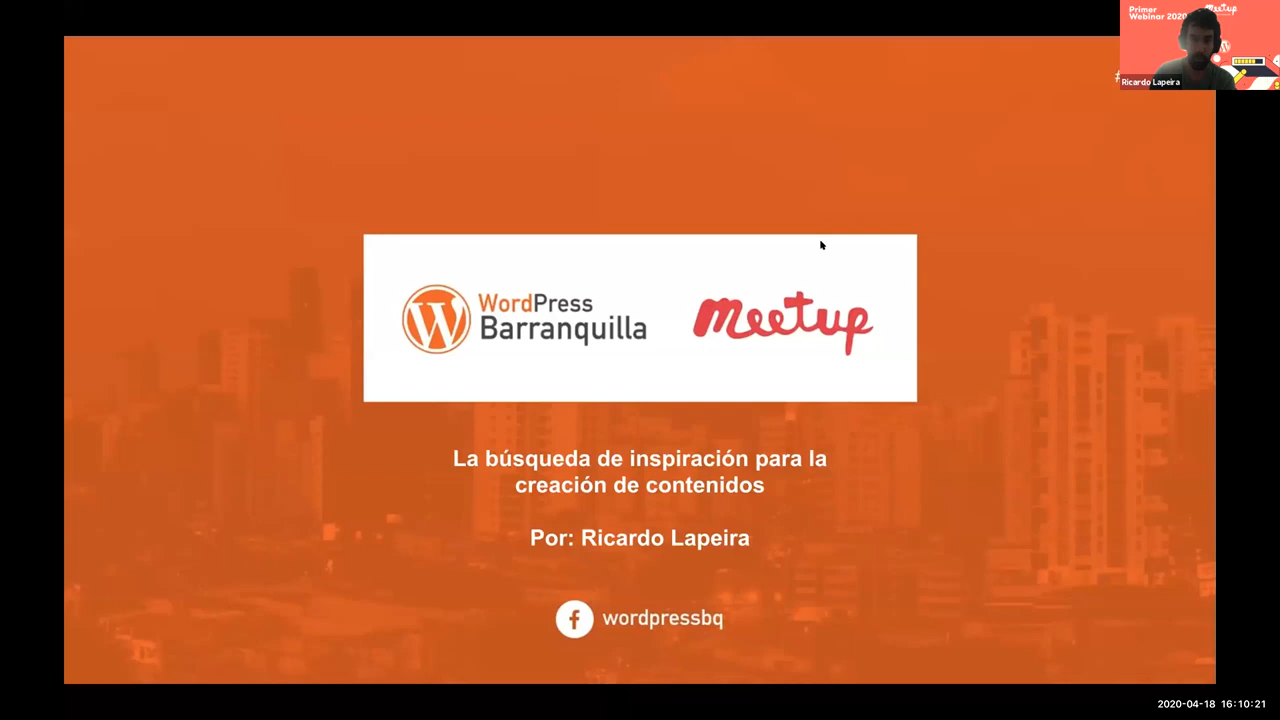 Primer
Webinar 2020
Meetup
#
Ricardo Lapeira
WordPress
Barranquilla
meetup
La búsqueda de inspiración para la
creación de contenidos
Por: Ricardo Lapeira
wordpressbq
2020-04-18 16:10:21